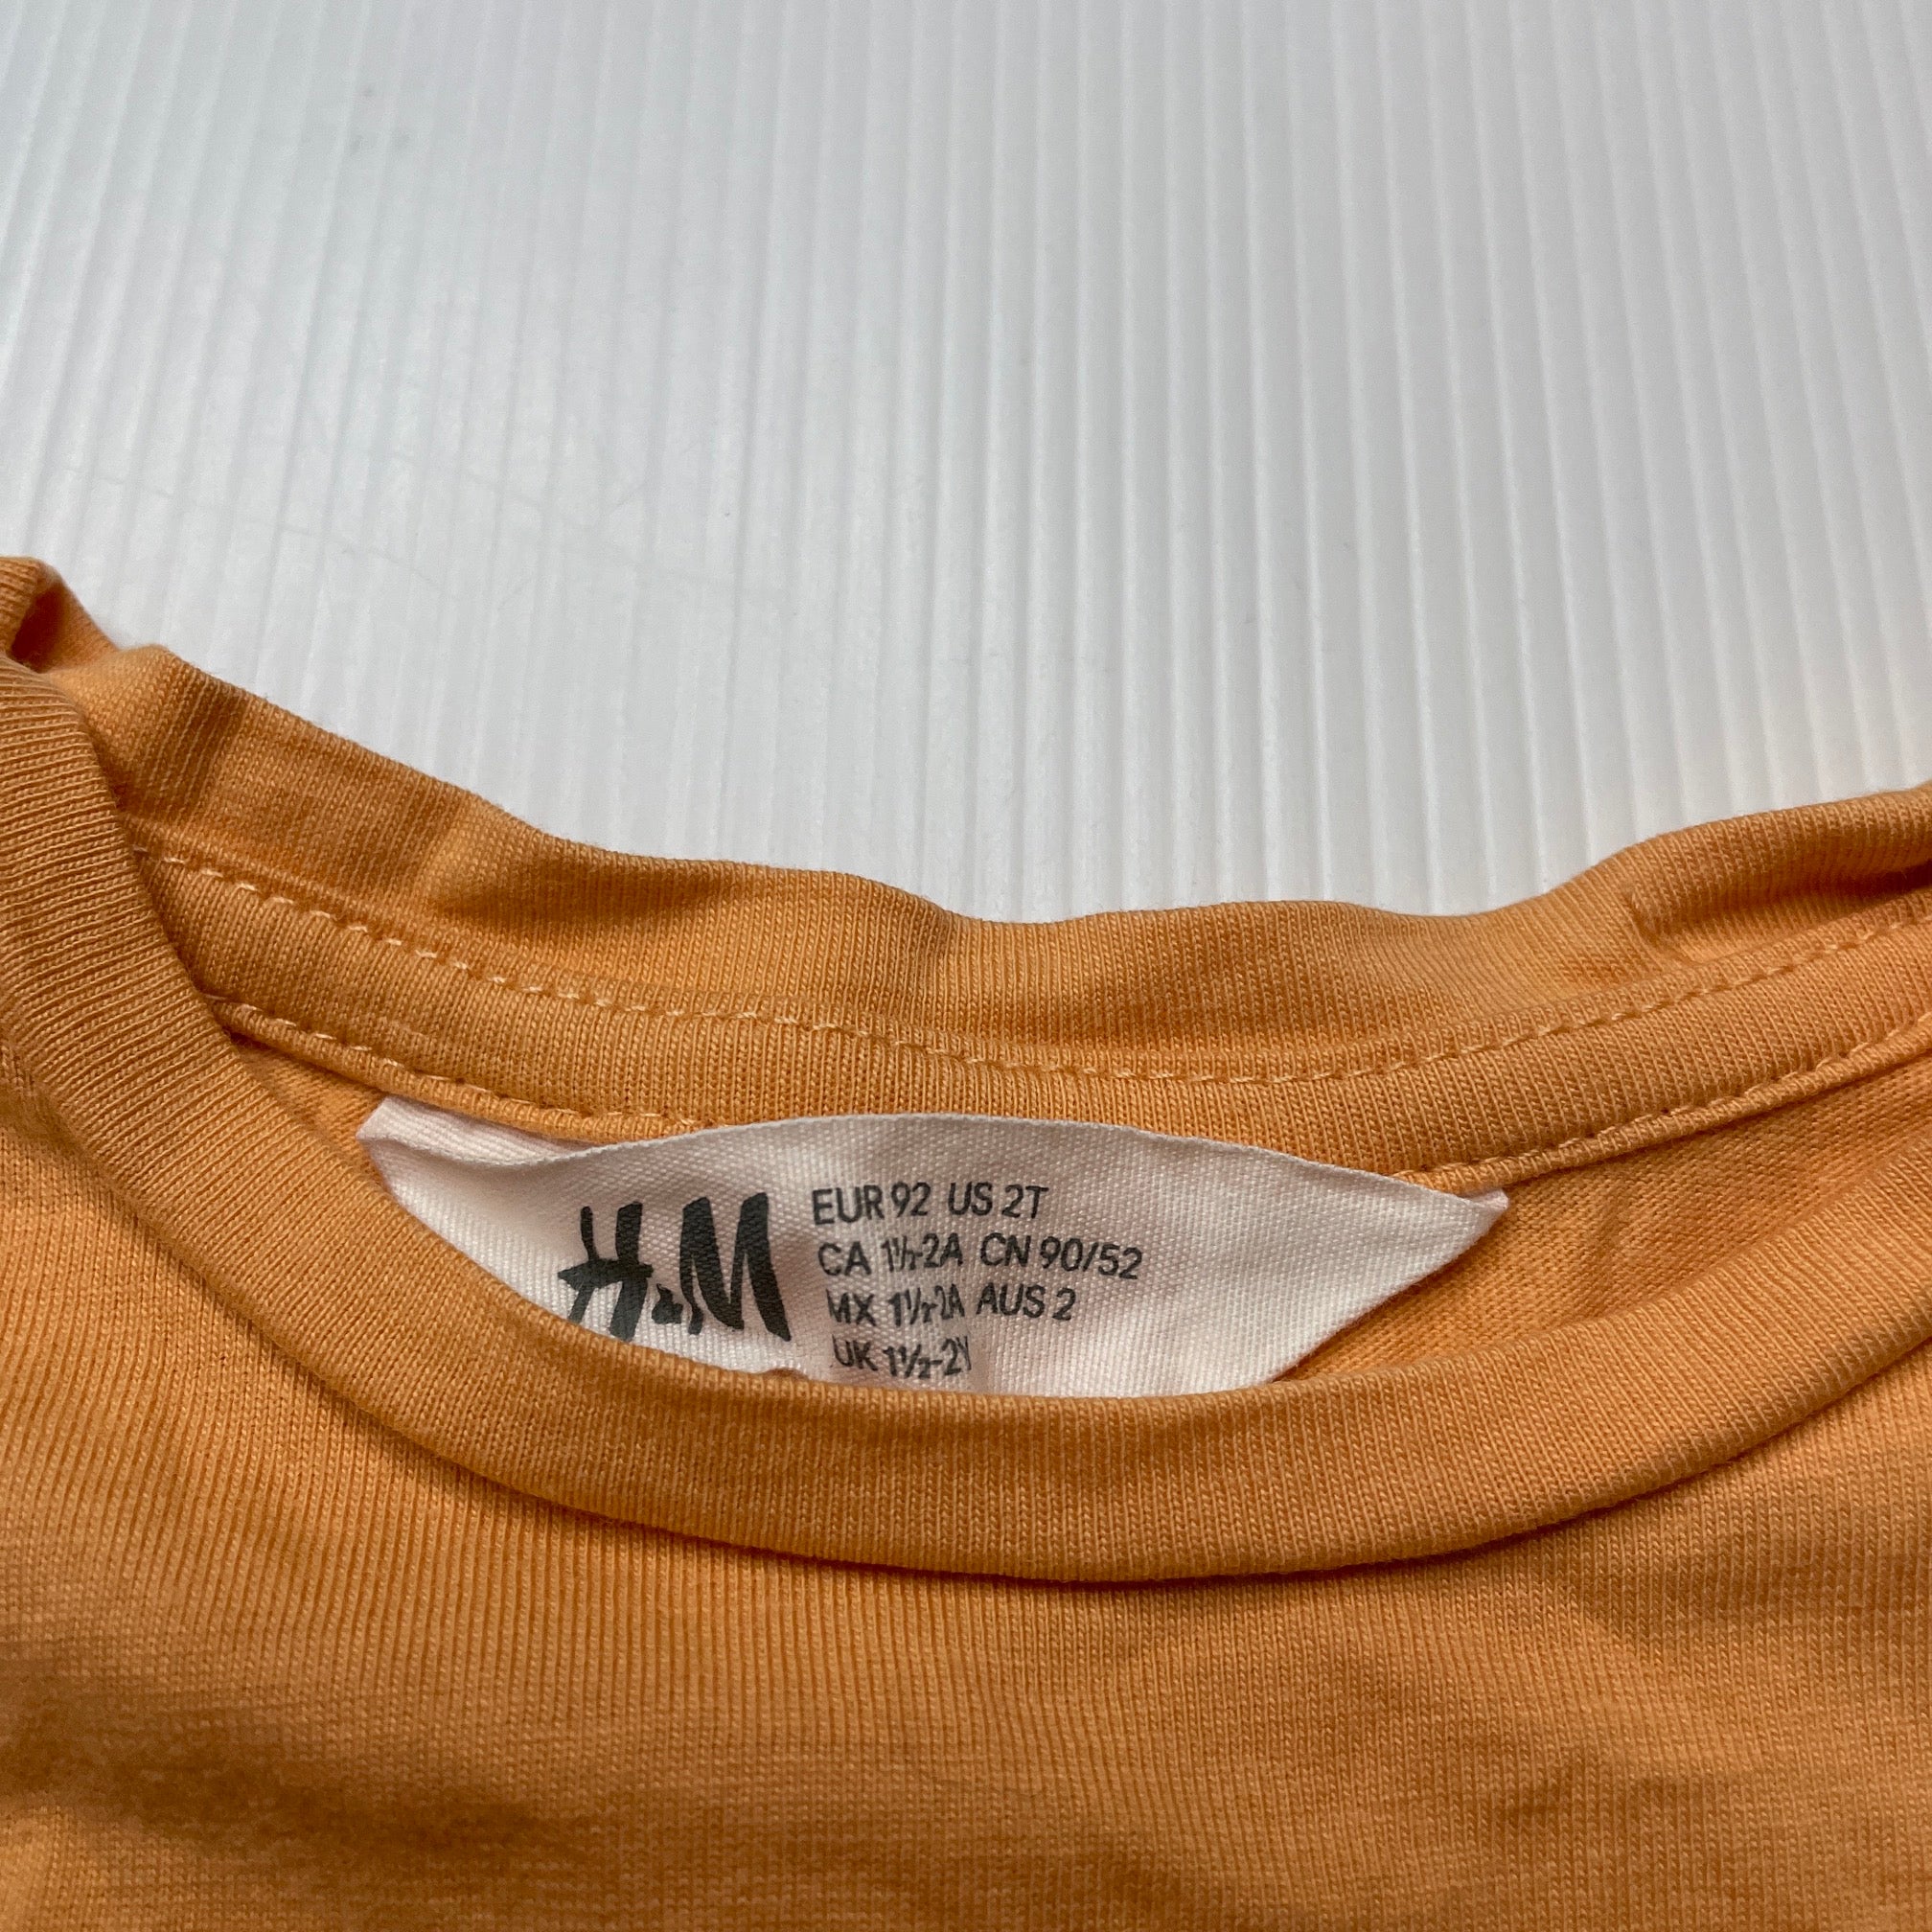 H&M
EUR 92 US 2T
CA 1½-2A CN 90/52
MX 1½-2A AUS 2
UK 1½-2Y